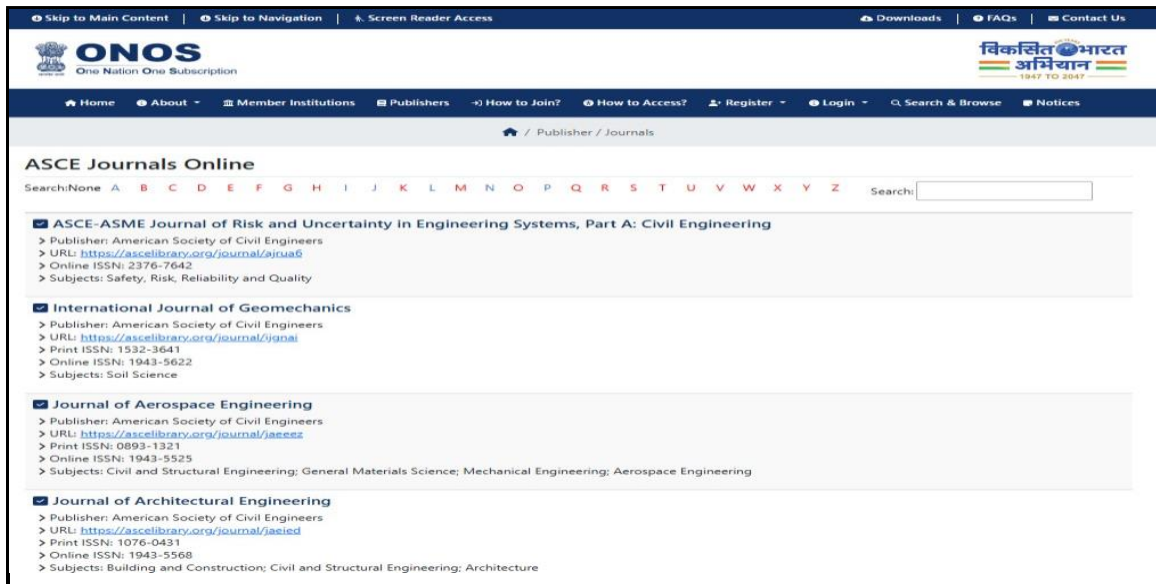 Skip to Main Content | Skip to Navigation | Screen Reader Access Downloads | FAQs | Contact Us
ONOS
One Nation One Subscription
विकसित भारत
अभियान
1947 TO 2047
Home About Member Institutions Publishers How to Join? How to Access? Register Login Search & Browse Notices
/ Publisher / Journals
ASCE Journals Online
Search:None A B C D E F G H I J K L M N O P Q R S T U V W X Y Z Search:
ASCE-ASME Journal of Risk and Uncertainty in Engineering Systems, Part A: Civil Engineering
> Publisher: American Society of Civil Engineers
> URL: https://ascelibrary.org/journal/ajrua6
> Online ISSN: 2376-7642
> Subjects: Safety, Risk, Reliability and Quality
International Journal of Geomechanics
> Publisher: American Society of Civil Engineers
> URL: https://ascelibrary.org/journal/ijgnai
> Print ISSN: 1532-3641
> Online ISSN: 1943-5622
> Subjects: Soil Science
Journal of Aerospace Engineering
> Publisher: American Society of Civil Engineers
> URL: https://ascelibrary.org/journal/jaeeez
> Print ISSN: 0893-1321
> Online ISSN: 1943-5525
> Subjects: Civil and Structural Engineering; General Materials Science; Mechanical Engineering; Aerospace Engineering
Journal of Architectural Engineering
> Publisher: American Society of Civil Engineers
> URL: https://ascelibrary.org/journal/jaeied
> Print ISSN: 1076-0431
> Online ISSN: 1943-5568
> Subjects: Building and Construction; Civil and Structural Engineering; Architecture